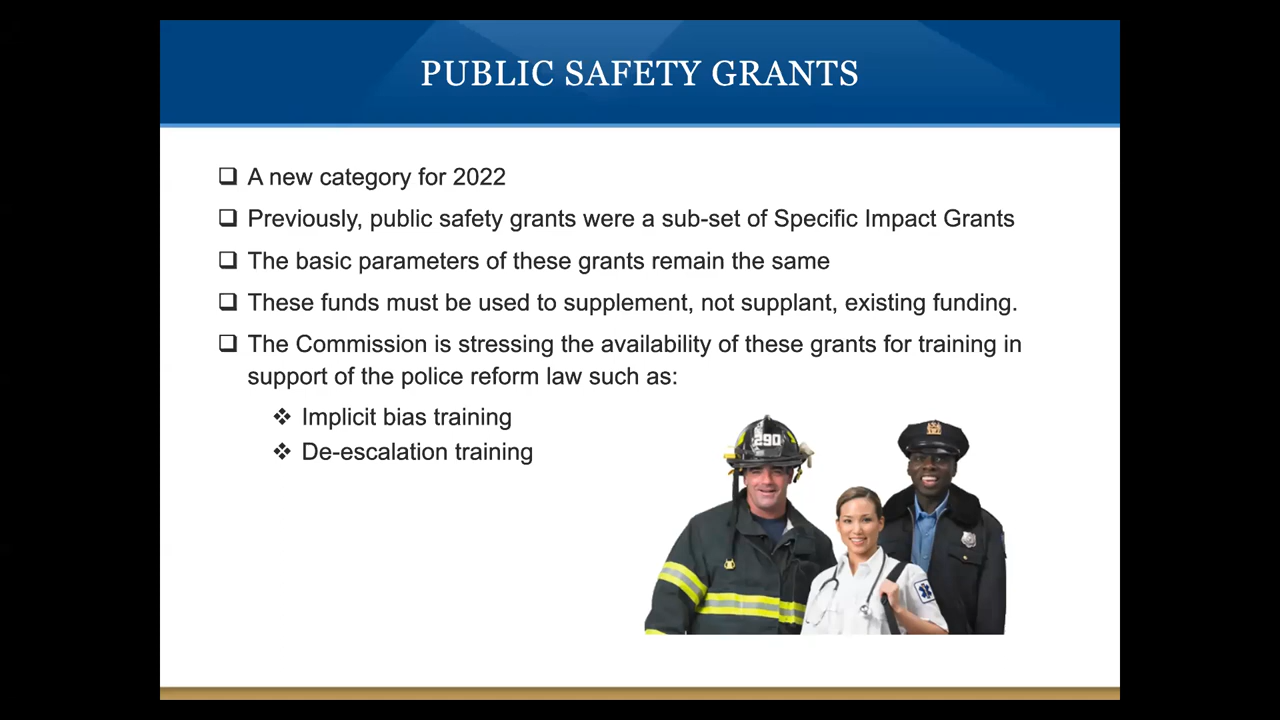 PUBLIC SAFETY GRANTS
A new category for 2022
Previously, public safety grants were a sub-set of Specific Impact Grants
The basic parameters of these grants remain the same
These funds must be used to supplement, not supplant, existing funding.
The Commission is stressing the availability of these grants for training in
support of the police reform law such as:
Implicit bias training
De-escalation training
290